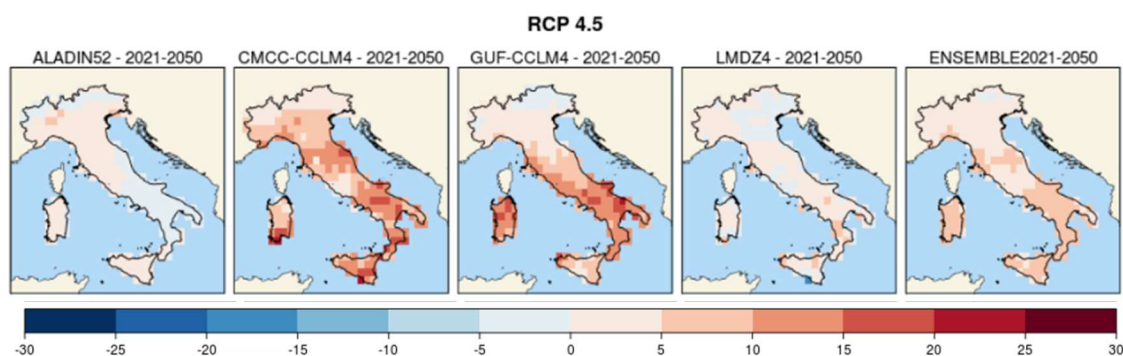 RCP 4.5
ALADIN52 - 2021-2050 CMCC-CCLM4 - 2021-2050 GUF-CCLM4 - 2021-2050 LMDZ4 - 2021-2050 ENSEMBLE2021-2050
-30 -25 -20 -15 -10 -5 0 5 10 15 20 25 30